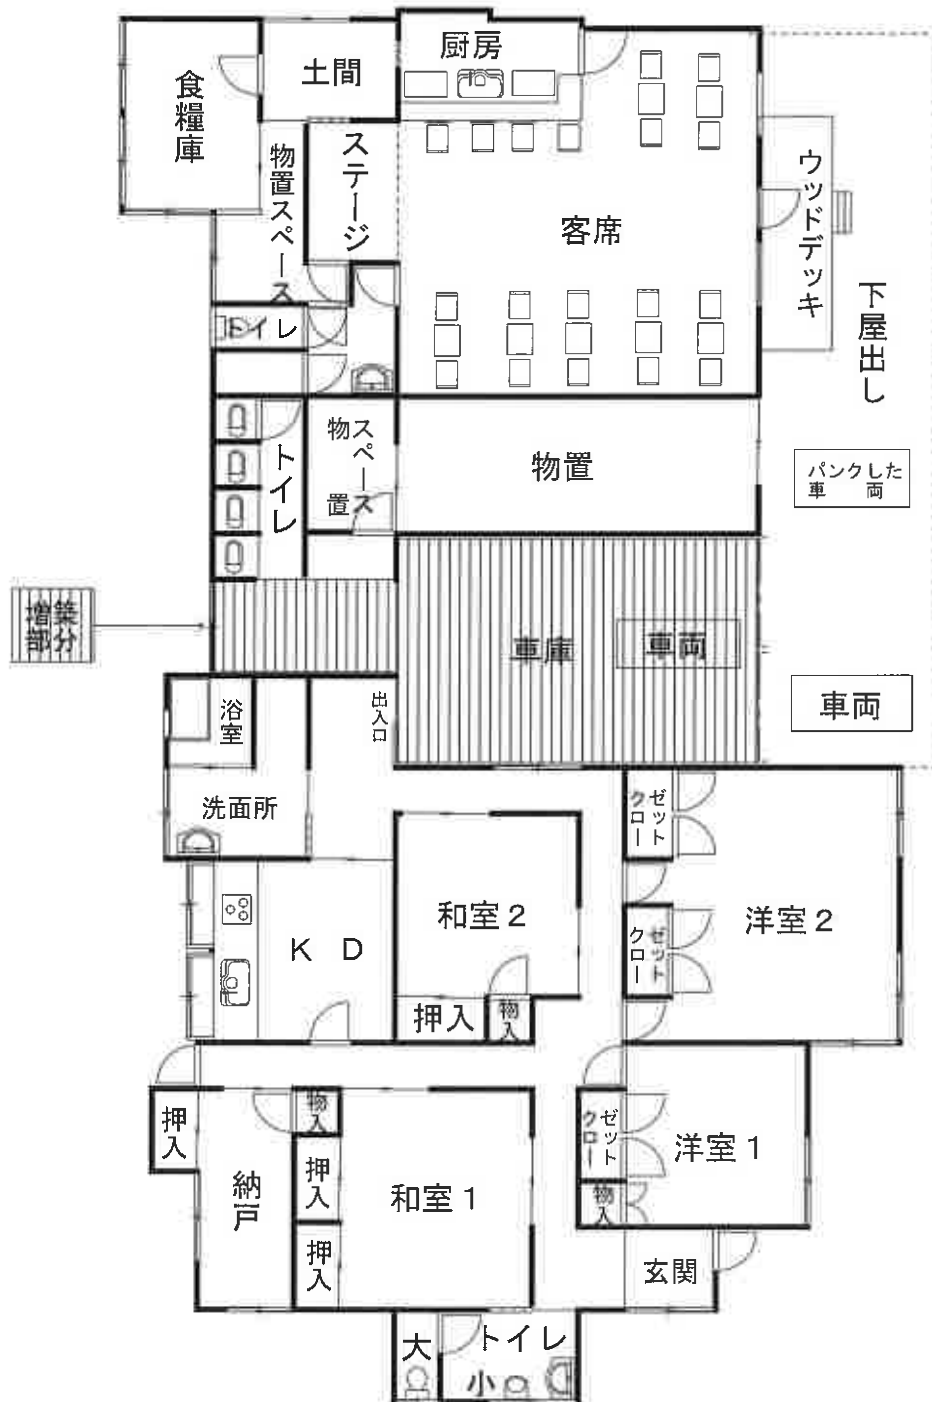 厨房
土間
食糧庫
物置スペース
ステージ
客席
ウッドデッキ
下屋出し
トイレ
トイレ
物置
スペース
物置
パンクした
車両
増築
部分
車庫
車両
車両
浴室
出入口
洗面所
クローゼット
和室2
洋室2
クローゼット
KD
押入
物入
押入
物入
クローゼット
洋室1
押入
納戸
和室1
物入
押入
玄関
大
トイレ
小